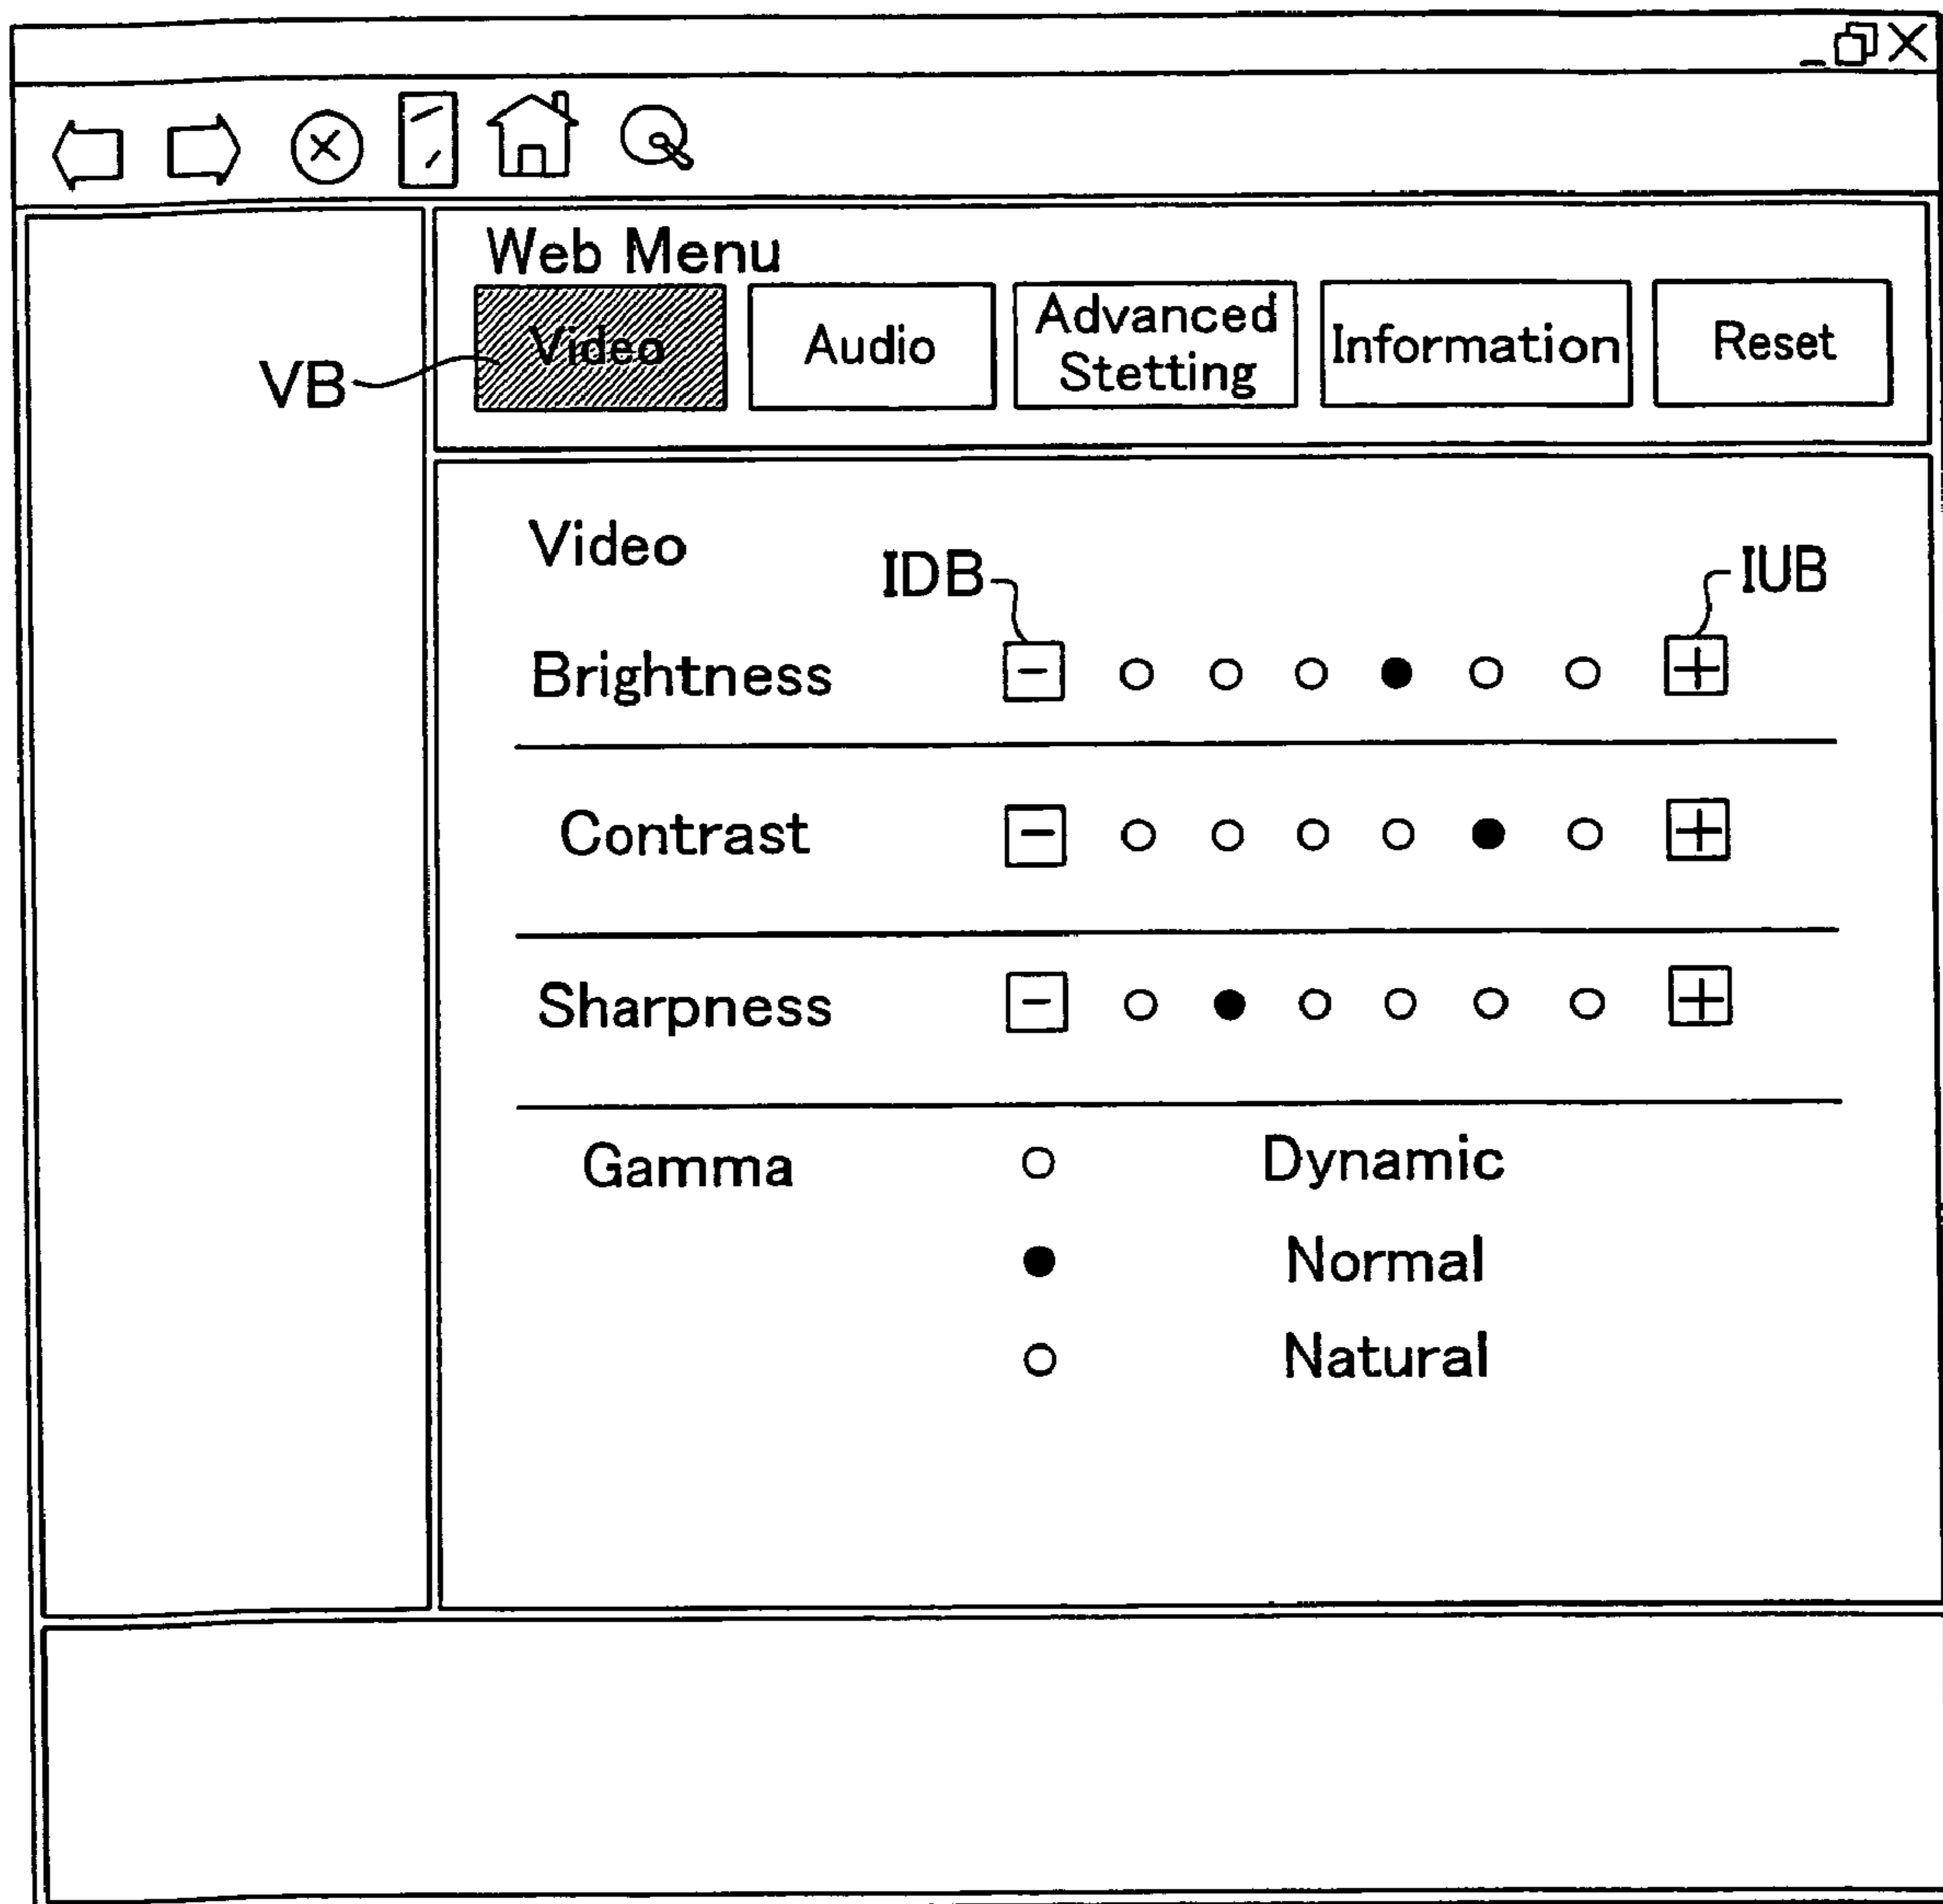 Web Menu
Video Audio Advanced Stetting Information Reset
VB
Video
IDB IUB
Brightness - +
Contrast - +
Sharpness - +
Gamma Dynamic
Normal
Natural